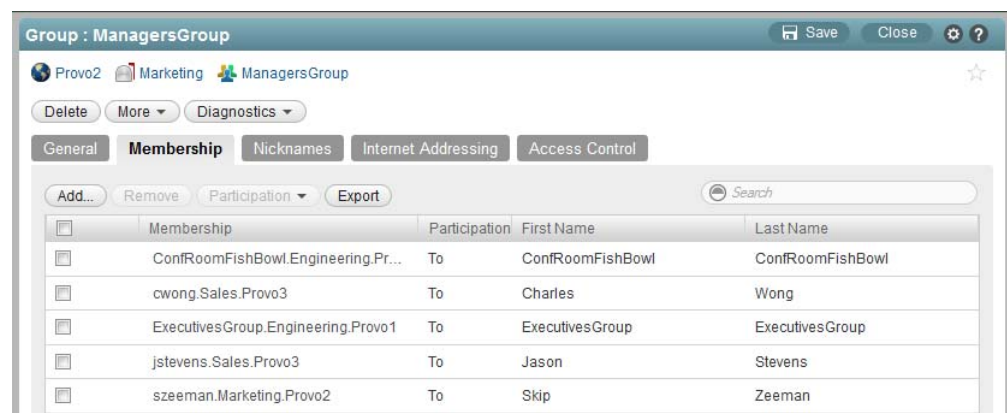 Group : ManagersGroup Save Close ?
Provo2 Marketing ManagersGroup
Delete More Diagnostics
General Membership Nicknames Internet Addressing Access Control
Add... Remove Participation Export Search
Membership Participation First Name Last Name
ConfRoomFishBowl.Engineering.Pr... To ConfRoomFishBowl ConfRoomFishBowl
cwong.Sales.Provo3 To Charles Wong
ExecutivesGroup.Engineering.Provo1 To ExecutivesGroup ExecutivesGroup
jstevens.Sales.Provo3 To Jason Stevens
szeeman.Marketing.Provo2 To Skip Zeeman